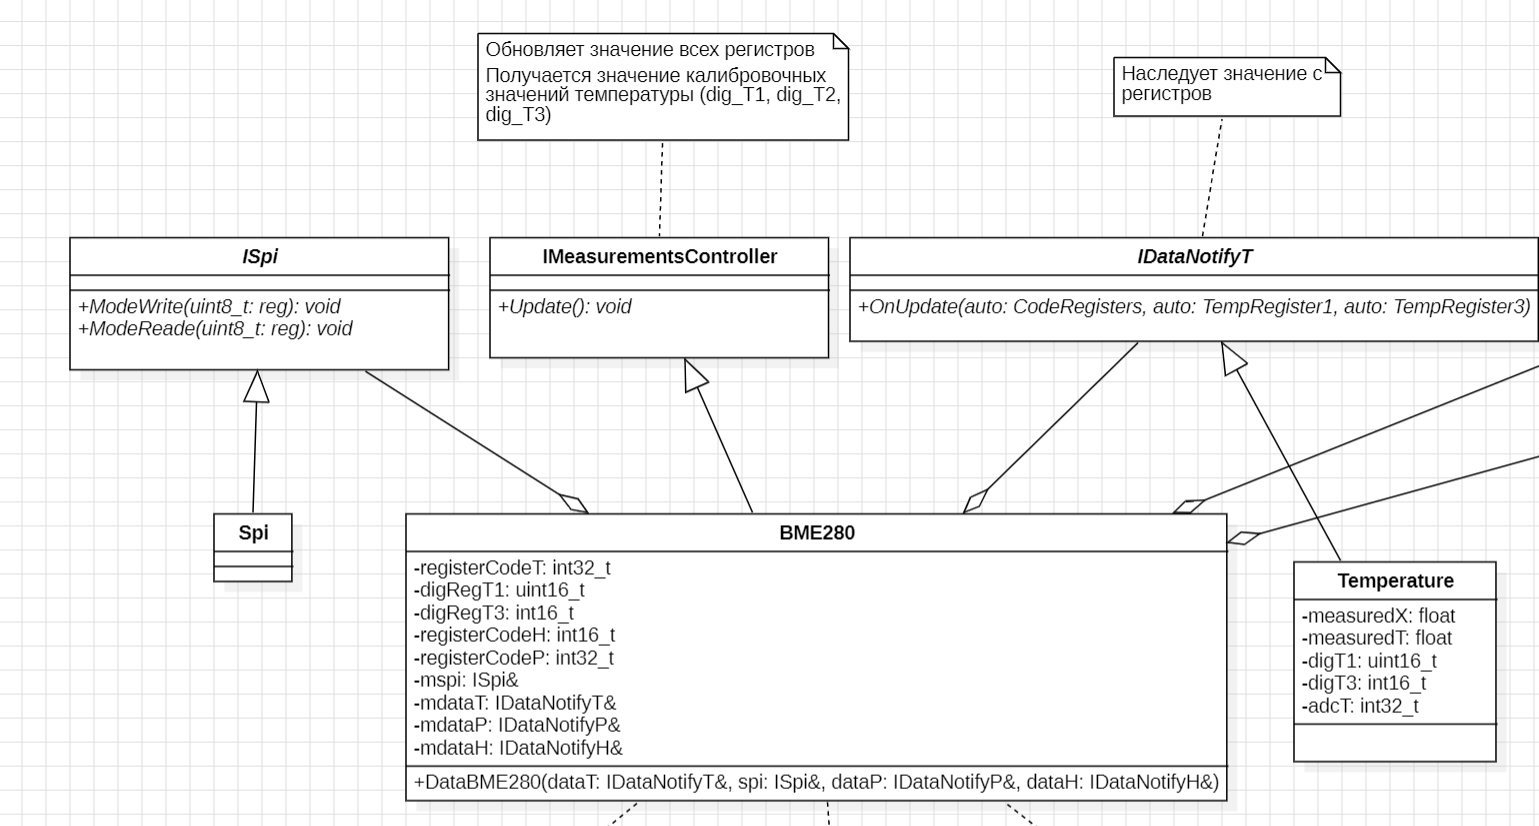 Обновляет значение всех регистров
Получается значение калибровочных
значений температуры (dig_T1, dig_T2,
dig_T3)
Наследует значение с
регистров
ISpi
+ModeWrite(uint8_t: reg): void
+ModeReade(uint8_t: reg): void
IMeasurementsController
+Update(): void
IDataNotifyT
+OnUpdate(auto: CodeRegisters, auto: TempRegister1, auto: TempRegister3)
Spi
BME280
-registerCodeT: int32_t
-digRegT1: uint16_t
-digRegT3: int16_t
-registerCodeH: int16_t
-registerCodeP: int32_t
-mspi: ISpi&
-mdataT: IDataNotifyT&
-mdataP: IDataNotifyP&
-mdataH: IDataNotifyH&
+DataBME280(dataT: IDataNotifyT&, spi: ISpi&, dataP: IDataNotifyP&, dataH: IDataNotifyH&)
Temperature
-measuredX: float
-measuredT: float
-digT1: uint16_t
-digT3: int16_t
-adcT: int32_t